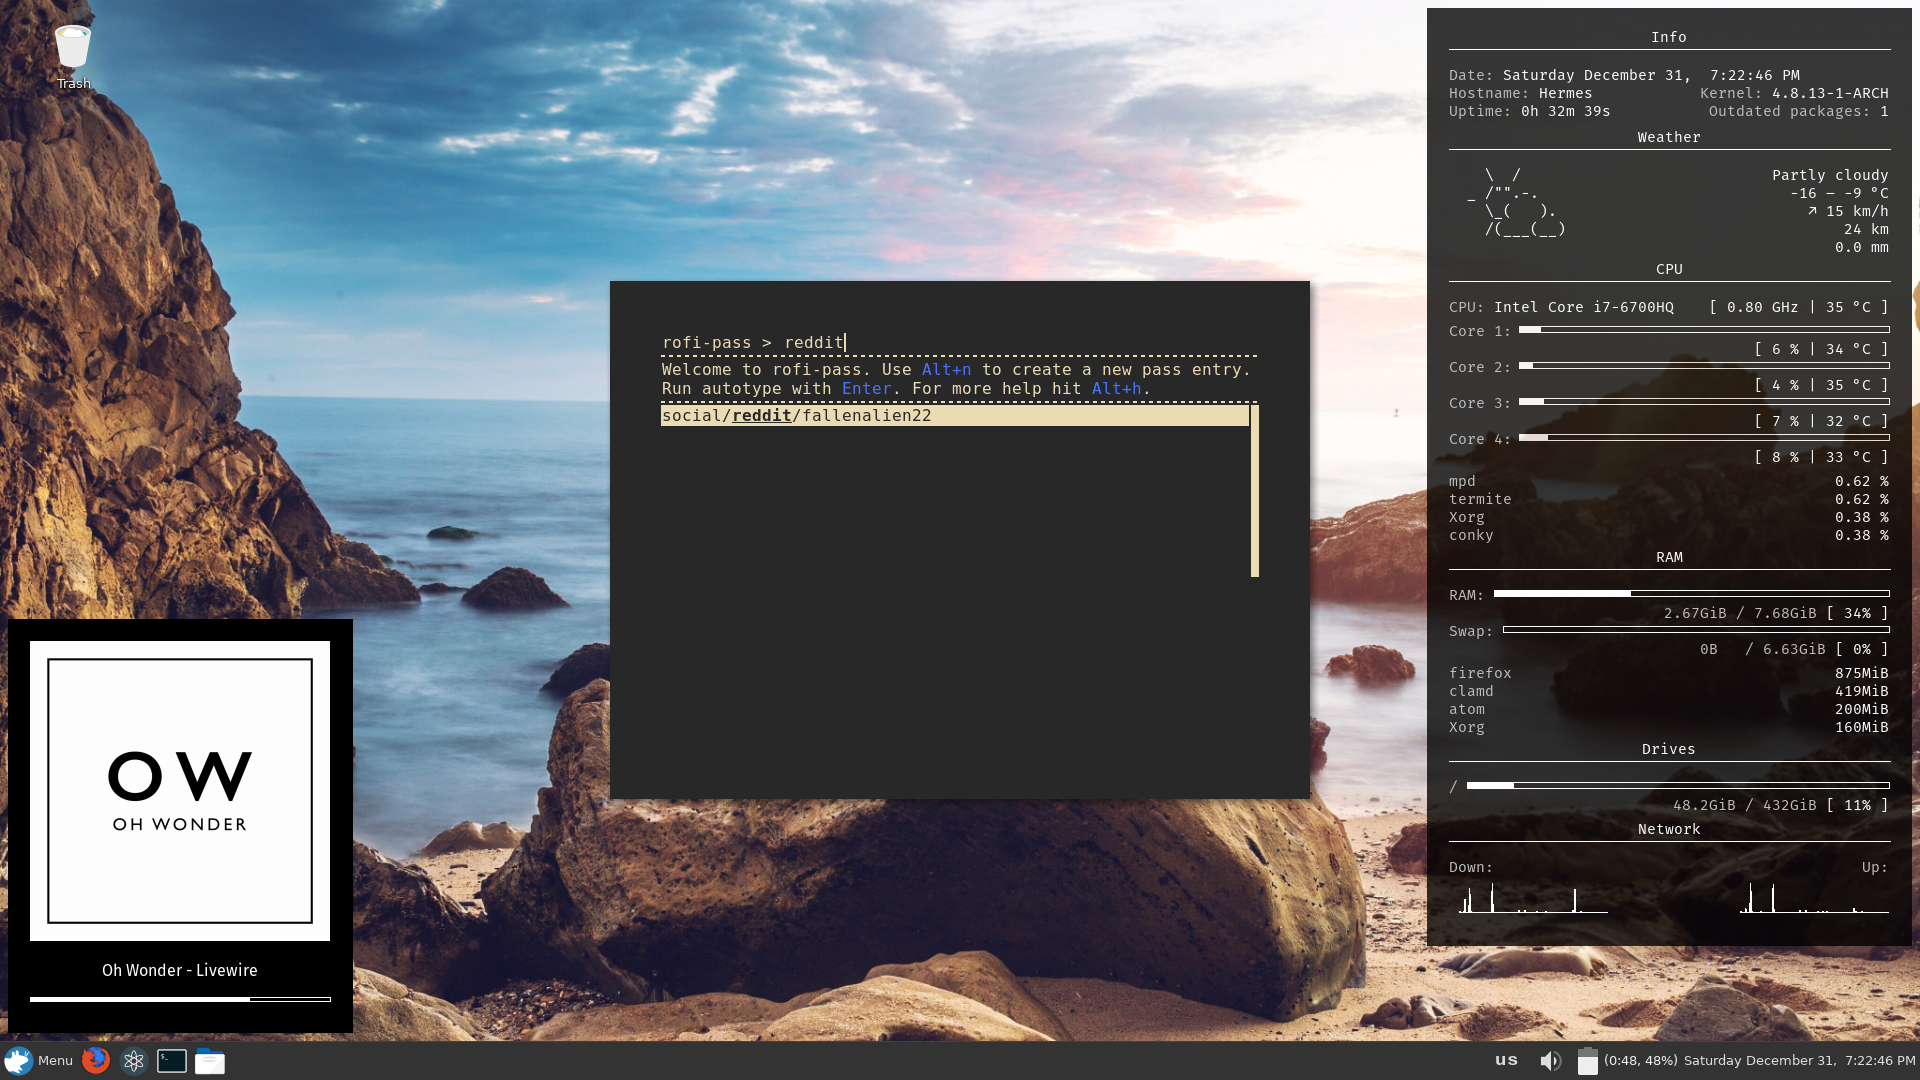 Trash
rofi-pass > reddit
Welcome to rofi-pass. Use Alt+n to create a new pass entry.
Run autotype with Enter. For more help hit Alt+h.
social/reddit/fallenalien22
OW
OH WONDER
Oh Wonder - Livewire
Info
Date: Saturday December 31,  7:22:46 PM
Hostname: Hermes Kernel: 4.8.13-1-ARCH
Uptime: 0h 32m 39s Outdated packages: 1
Weather
\  / Partly cloudy
_ /"".-. -16 – -9 °C
\_(   ). ↗ 15 km/h
/(___(__) 24 km
0.0 mm
CPU
CPU: Intel Core i7-6700HQ [ 0.80 GHz | 35 °C ]
Core 1:
[ 6 % | 34 °C ]
Core 2:
[ 4 % | 35 °C ]
Core 3:
[ 7 % | 32 °C ]
Core 4:
[ 8 % | 33 °C ]
mpd 0.62 %
termite 0.62 %
Xorg 0.38 %
conky 0.38 %
RAM
RAM:
2.67GiB / 7.68GiB [ 34% ]
Swap:
0B   / 6.63GiB [ 0% ]
firefox 875MiB
clamd 419MiB
atom 200MiB
Xorg 160MiB
Drives
/
48.2GiB / 432GiB [ 11% ]
Network
Down: Up:
Menu $_ us (0:48, 48%) Saturday December 31,  7:22:46 PM